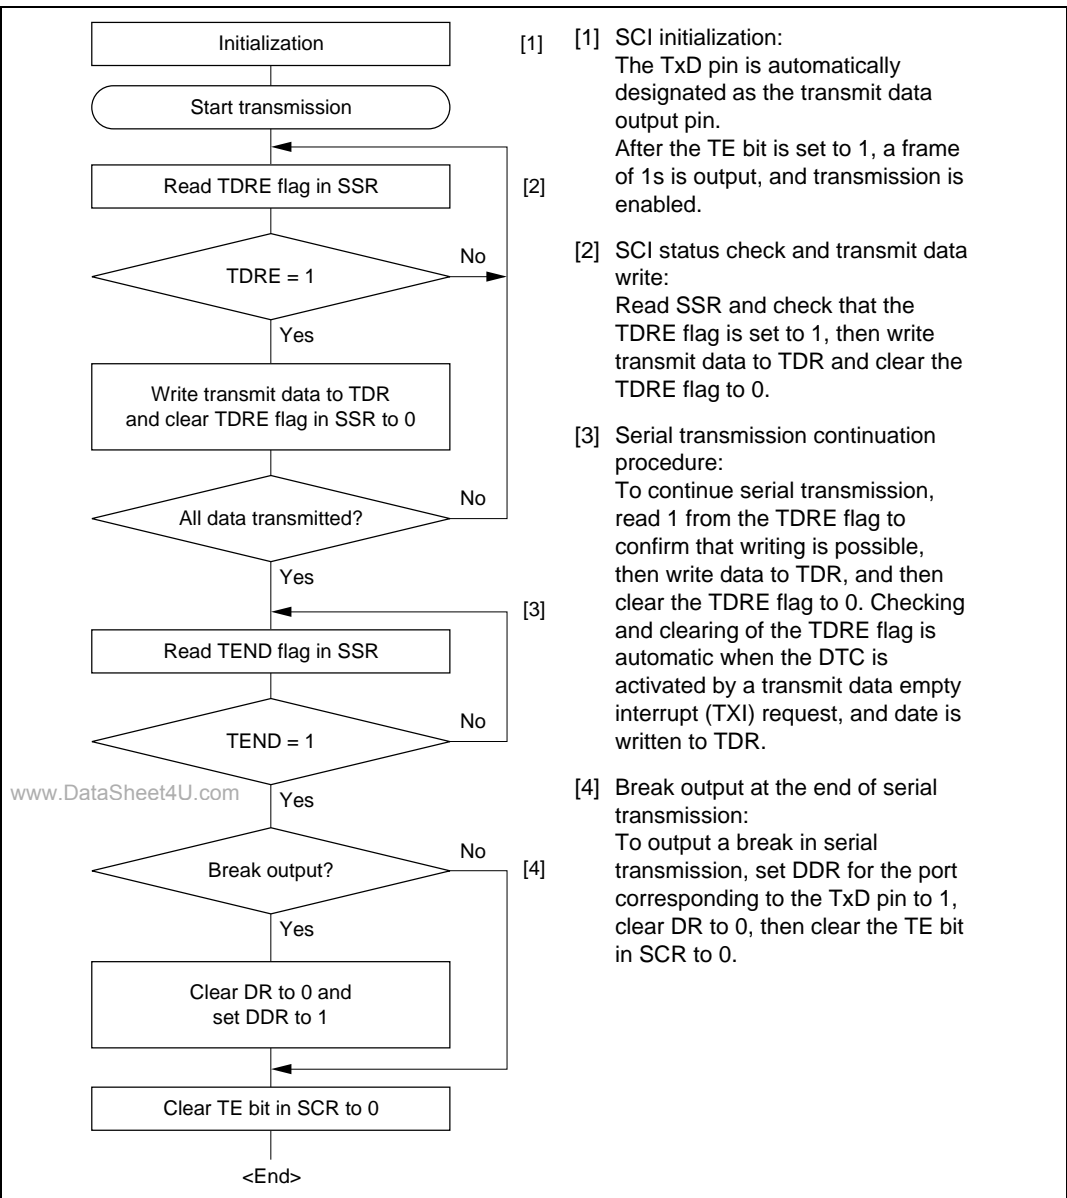 Initialization
[1]
Start transmission
Read TDRE flag in SSR
[2]
TDRE = 1
No
Yes
Write transmit data to TDR
and clear TDRE flag in SSR to 0
All data transmitted?
No
Yes
[3]
Read TEND flag in SSR
TEND = 1
No
Yes
www.DataSheet4U.com
Break output?
No
[4]
Yes
Clear DR to 0 and
set DDR to 1
Clear TE bit in SCR to 0
<End>
[1] SCI initialization:
The TxD pin is automatically
designated as the transmit data
output pin.
After the TE bit is set to 1, a frame
of 1s is output, and transmission is
enabled.
[2] SCI status check and transmit data
write:
Read SSR and check that the
TDRE flag is set to 1, then write
transmit data to TDR and clear the
TDRE flag to 0.
[3] Serial transmission continuation
procedure:
To continue serial transmission,
read 1 from the TDRE flag to
confirm that writing is possible,
then write data to TDR, and then
clear the TDRE flag to 0. Checking
and clearing of the TDRE flag is
automatic when the DTC is
activated by a transmit data empty
interrupt (TXI) request, and date is
written to TDR.
[4] Break output at the end of serial
transmission:
To output a break in serial
transmission, set DDR for the port
corresponding to the TxD pin to 1,
clear DR to 0, then clear the TE bit
in SCR to 0.